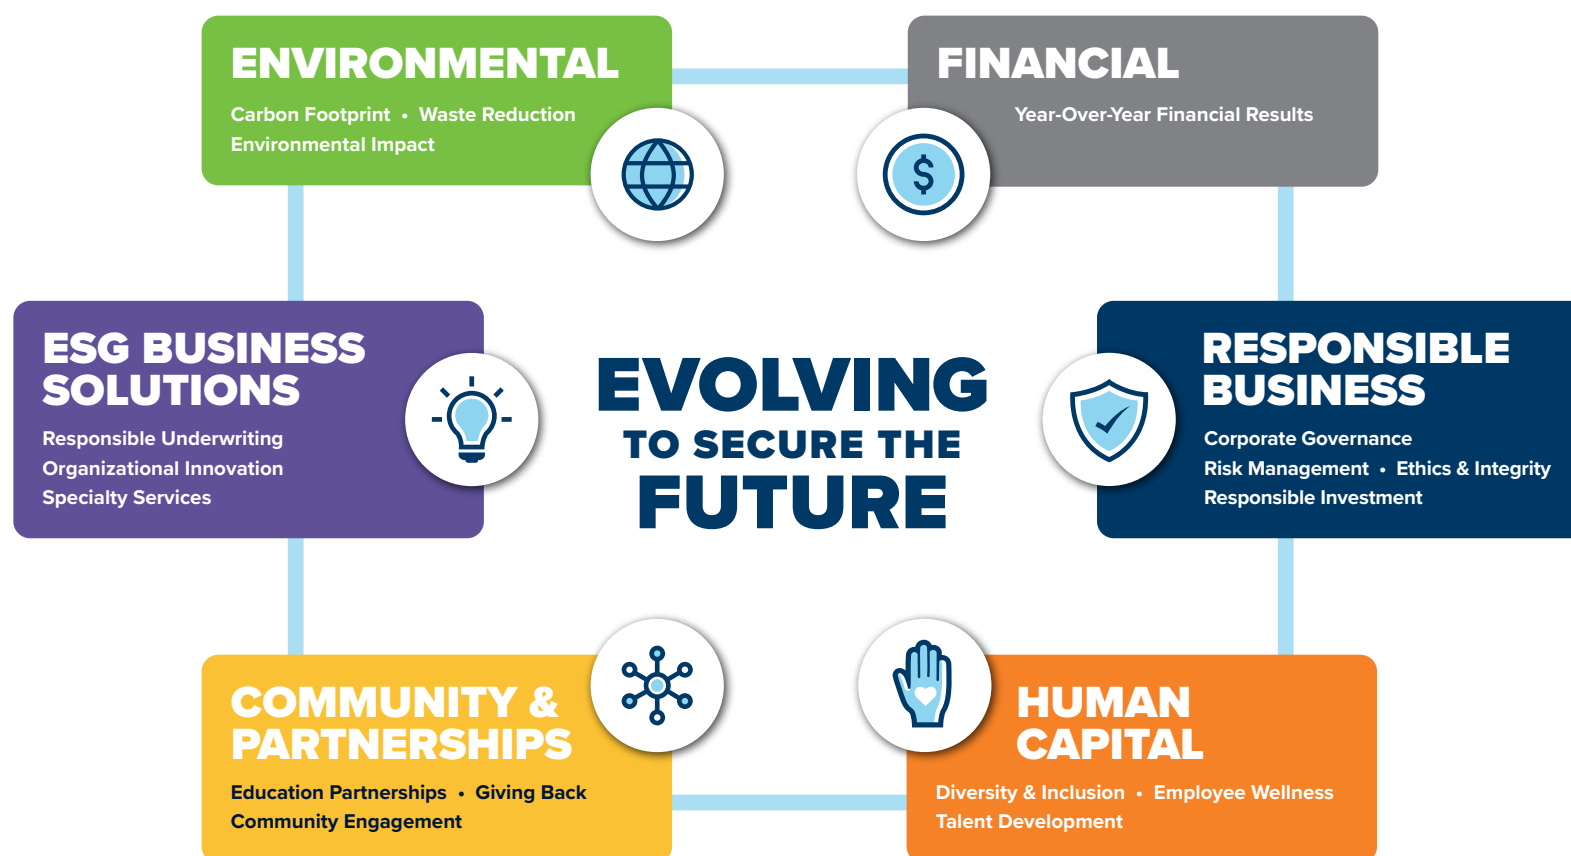 ENVIRONMENTAL
Carbon Footprint • Waste Reduction
Environmental Impact
FINANCIAL
Year-Over-Year Financial Results
$
ESG BUSINESS
SOLUTIONS
Responsible Underwriting
Organizational Innovation
Specialty Services
EVOLVING
TO SECURE THE
FUTURE
RESPONSIBLE
BUSINESS
Corporate Governance
Risk Management • Ethics & Integrity
Responsible Investment
COMMUNITY &
PARTNERSHIPS
Education Partnerships • Giving Back
Community Engagement
HUMAN
CAPITAL
Diversity & Inclusion • Employee Wellness
Talent Development